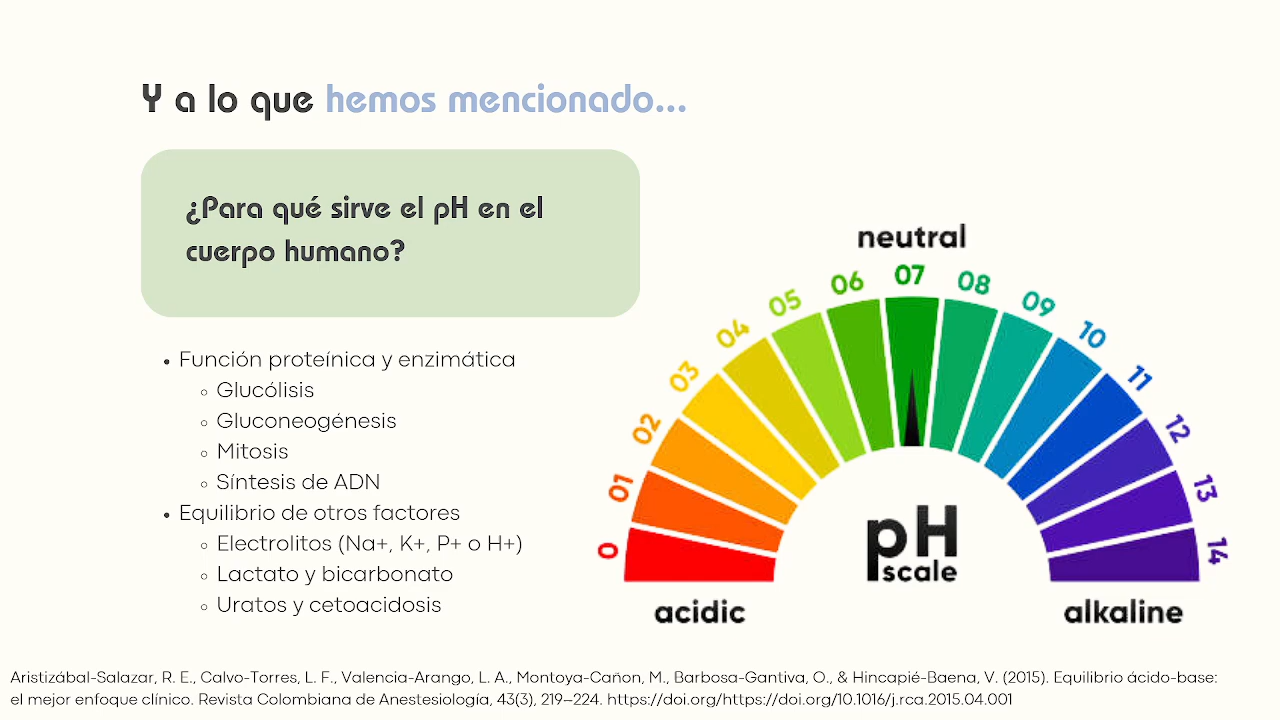 Y a lo que hemos mencionado...
¿Para qué sirve el pH en el
cuerpo humano?
• Función proteínica y enzimática
◦ Glucólisis
◦ Gluconeogénesis
◦ Mitosis
◦ Síntesis de ADN
• Equilibrio de otros factores
◦ Electrolitos (Na+, K+, P+ o H+)
◦ Lactato y bicarbonato
◦ Uratos y cetoacidosis
neutral
0
01
02
03
04
05
06
07
08
09
10
11
12
13
14
pH
scale
acidic
alkaline
Aristizábal-Salazar, R. E., Calvo-Torres, L. F., Valencia-Arango, L. A., Montoya-Cañon, M., Barbosa-Gantiva, O., & Hincapié-Baena, V. (2015). Equilibrio ácido-base:
el mejor enfoque clínico. Revista Colombiana de Anestesiología, 43(3), 219–224. https://doi.org/https://doi.org/10.1016/j.rca.2015.04.001